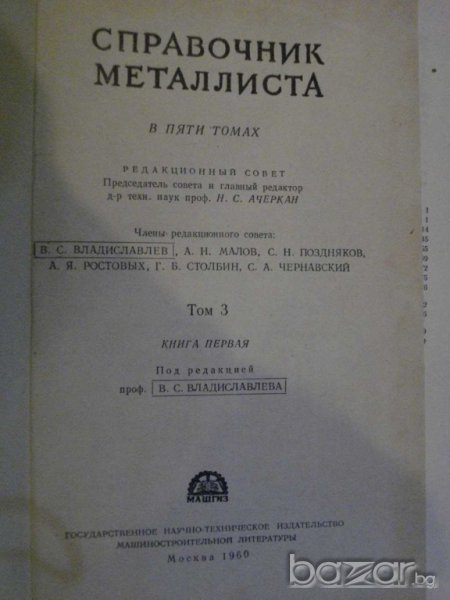 СПРАВОЧНИК
МЕТАЛЛИСТА
В ПЯТИ ТОМАХ
РЕДАКЦИОННЫЙ СОВЕТ
Председатель совета и главный редактор
д-р техн. наук проф. Н. С. АЧЕРКАН
Члены редакционного совета:
В. С. ВЛАДИСЛАВЛЕВ, А. Н. МАЛОВ, С. Н. ПОЗДНЯКОВ,
А. Я. РОСТОВЫХ, Г. Б. СТОЛБИН, С. А. ЧЕРНАВСКИЙ
Том 3
КНИГА ПЕРВАЯ
Под редакцией
проф. В. С. ВЛАДИСЛАВЛЕВА
МАШГИЗ
ГОСУДАРСТВЕННОЕ НАУЧНО-ТЕХНИЧЕСКОЕ ИЗДАТЕЛЬСТВО
МАШИНОСТРОИТЕЛЬНОЙ ЛИТЕРАТУРЫ
Москва 1960
bazar.бg